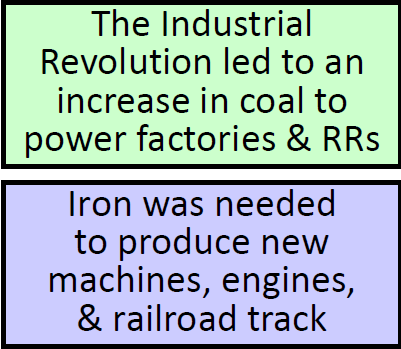 The Industrial
Revolution led to an
increase in coal to
power factories & RRs
Iron was needed
to produce new
machines, engines,
& railroad track